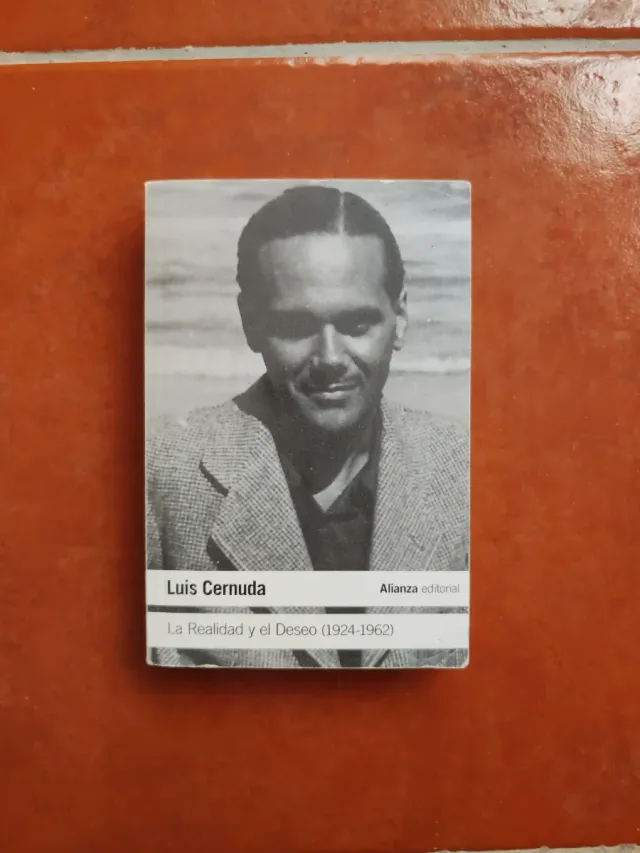 Luis Cernuda Alianza editorial
La Realidad y el Deseo (1924-1962)